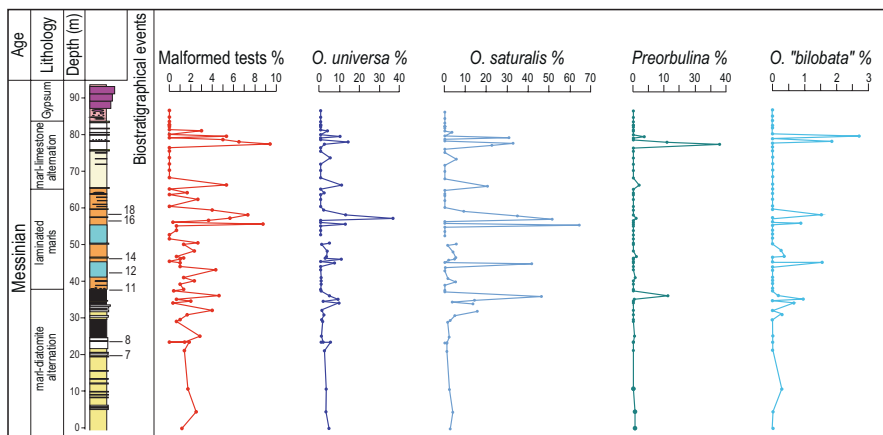 Age
Lithology
Depth (m)
Biostratigraphical events
Malformed tests %
0 2 4 6 8 10
O. universa %
0 10 20 30 40
O. saturalis %
0 10 20 30 40 50 60 70
Preorbulina %
0 10 20 30 40
O. "bilobata" %
0 1 2 3
Messinian
Gypsum
marl-limestone
alternation
laminated
marls
marl-diatomite
alternation
90
80
70
60
50
40
30
20
10
0
18
16
14
12
11
8
7